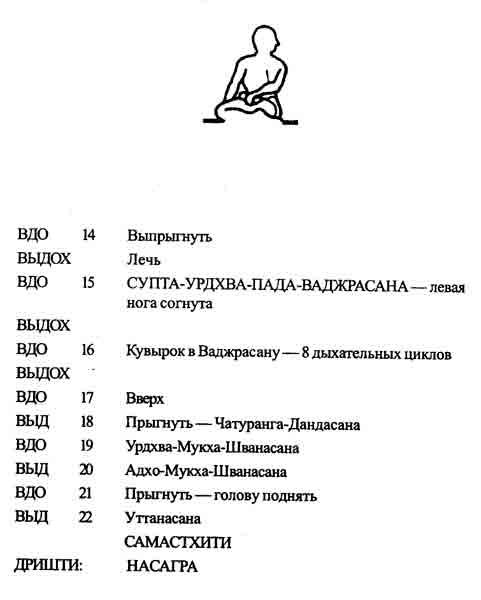 ВДО 14 Выпрыгнуть
ВЫДОХ Лечь
ВДО 15 СУПТА-УРДХВА-ПАДА-ВАДЖРАСАНА — левая
нога согнута
ВЫДОХ
ВДО 16 Кувырок в Ваджрасану — 8 дыхательных циклов
ВЫДОХ
ВДО 17 Вверх
ВЫД 18 Прыгнуть — Чатуранга-Дандасана
ВДО 19 Урдхва-Мукха-Шванасана
ВЫД 20 Адхо-Мукха-Шванасана
ВДО 21 Прыгнуть — голову поднять
ВЫД 22 Уттанасана
САМАСТХИТИ
ДРИШТИ: НАСАГРА